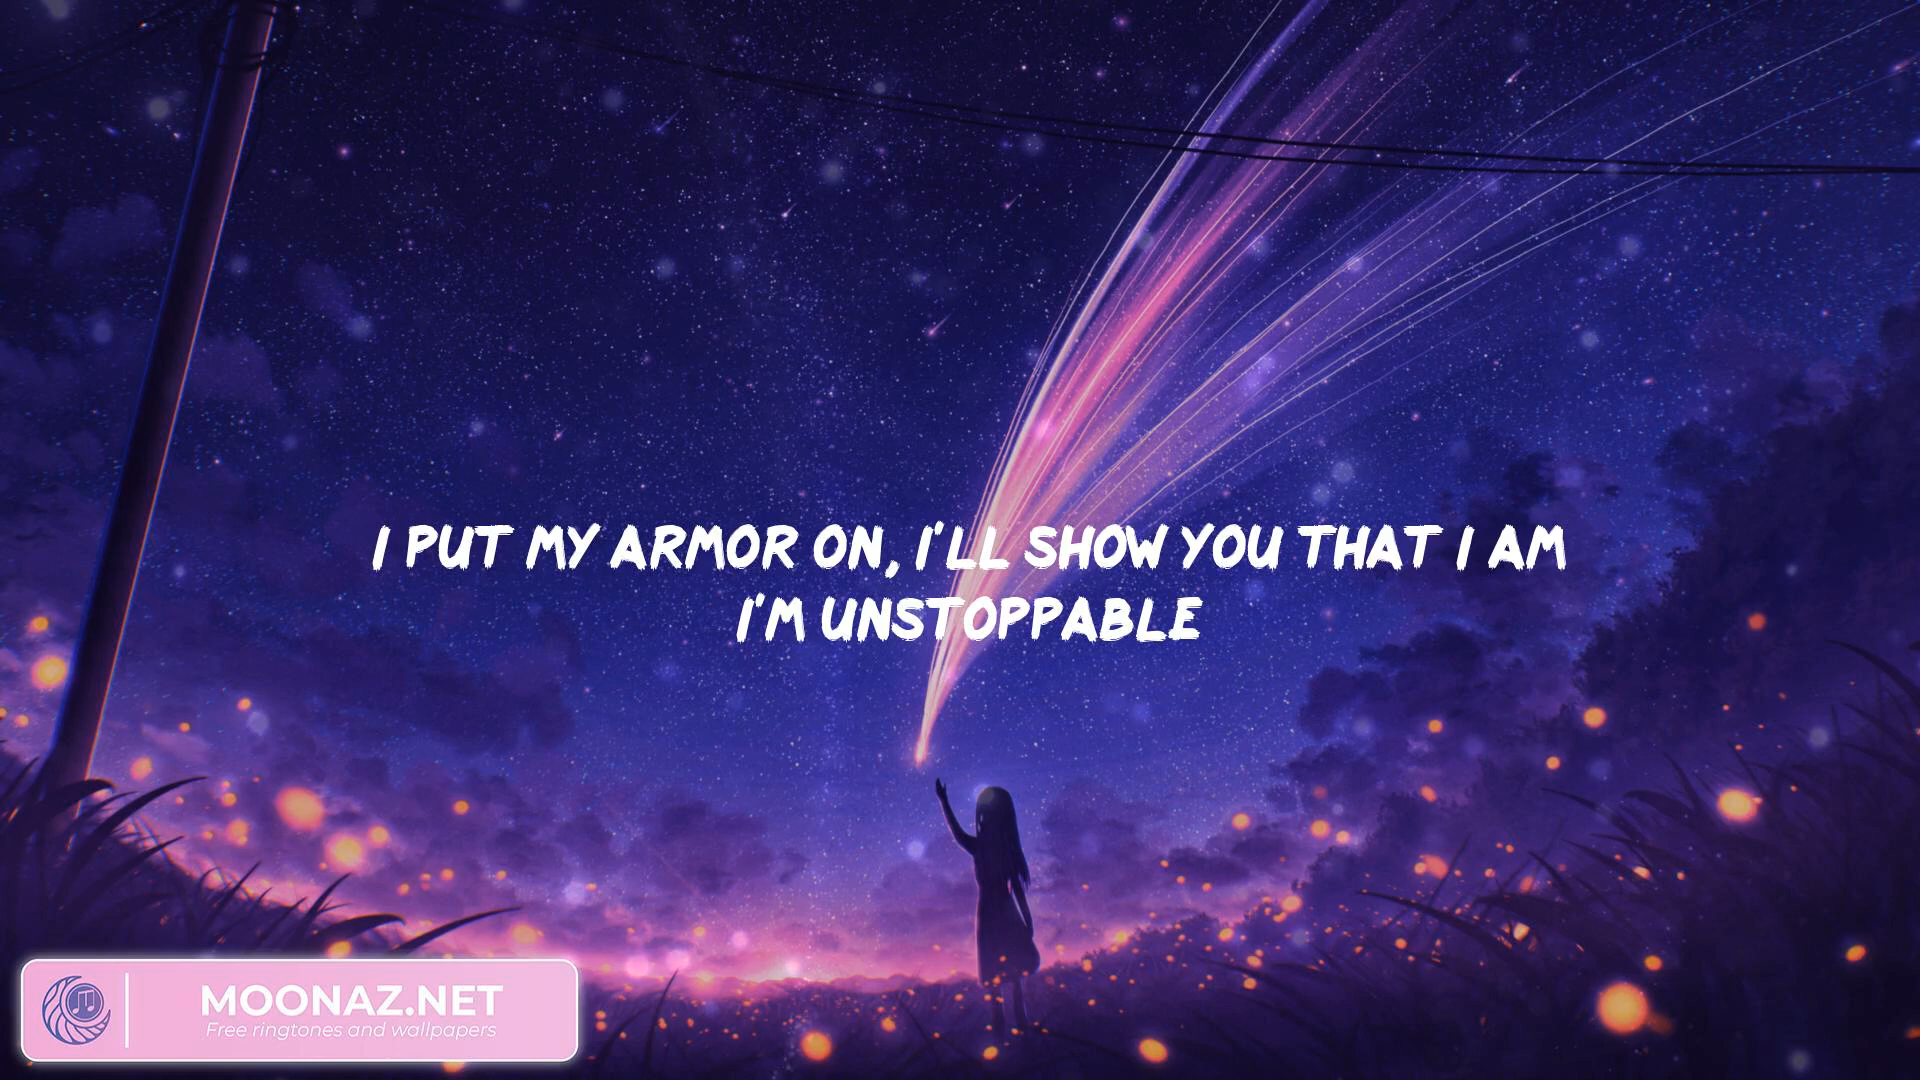 I PUT MY ARMOR ON, I'LL SHOW YOU THAT I AM
I'M UNSTOPPABLE
MOONAZ.NET
Free ringtones and wallpapers